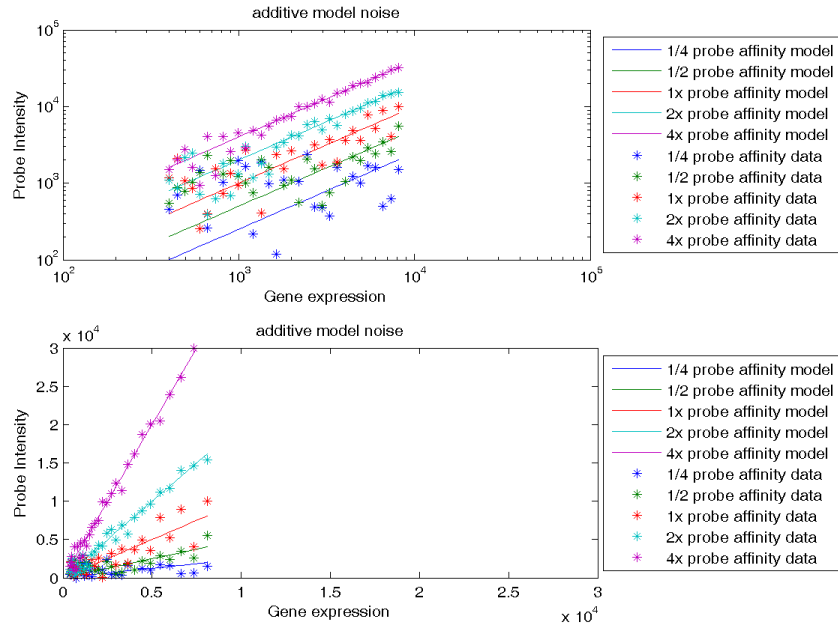 additive model noise
10^5
10^4
10^3
10^2
Probe Intensity
10^2
10^3
10^4
10^5
Gene expression
1/4 probe affinity model
1/2 probe affinity model
1x probe affinity model
2x probe affinity model
4x probe affinity model
1/4 probe affinity data
1/2 probe affinity data
1x probe affinity data
2x probe affinity data
4x probe affinity data
additive model noise
x 10^4
3
2.5
2
1.5
1
0.5
0
Probe Intensity
0
0.5
1
1.5
2
2.5
3
Gene expression
x 10^4
1/4 probe affinity model
1/2 probe affinity model
1x probe affinity model
2x probe affinity model
4x probe affinity model
1/4 probe affinity data
1/2 probe affinity data
1x probe affinity data
2x probe affinity data
4x probe affinity data